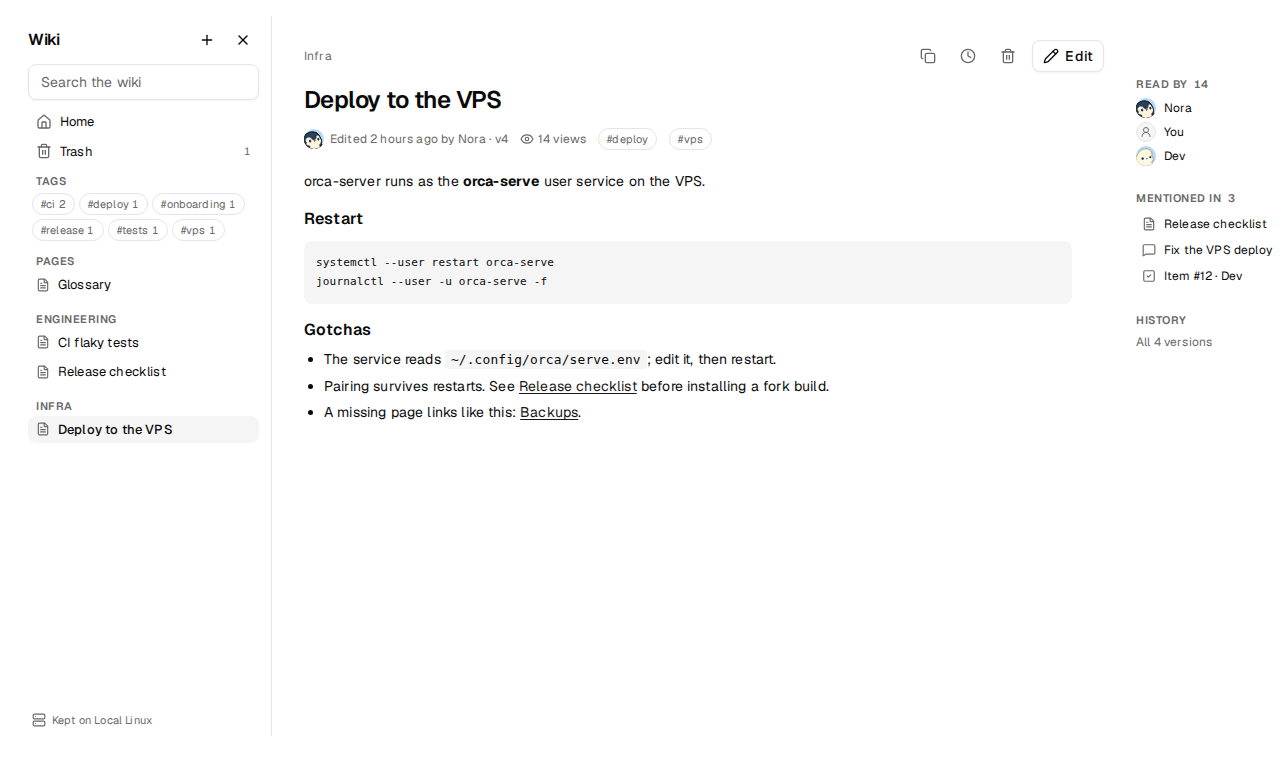 Wiki
Search the wiki
Home
Trash 1
TAGS
#ci 2 #deploy 1 #onboarding 1
#release 1 #tests 1 #vps 1
PAGES
Glossary
ENGINEERING
CI flaky tests
Release checklist
INFRA
Deploy to the VPS
Kept on Local Linux
Infra
Edit
Deploy to the VPS
Edited 2 hours ago by Nora · v4 14 views #deploy #vps
orca-server runs as the orca-serve user service on the VPS.
Restart
systemctl --user restart orca-serve
journalctl --user -u orca-serve -f
Gotchas
• The service reads ~/.config/orca/serve.env; edit it, then restart.
• Pairing survives restarts. See Release checklist before installing a fork build.
• A missing page links like this: Backups.
READ BY 14
Nora
You
Dev
MENTIONED IN 3
Release checklist
Fix the VPS deploy
Item #12 · Dev
HISTORY
All 4 versions